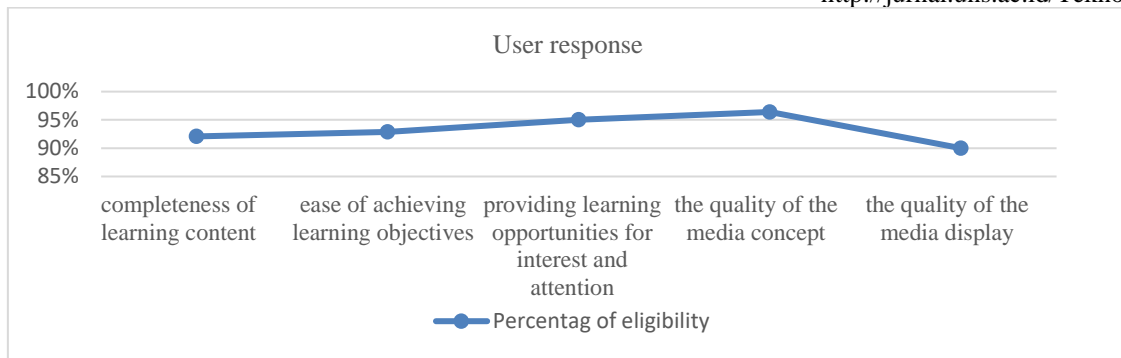 User response
100%
95%
90%
85%
completeness of
learning content
ease of achieving
learning objectives
providing learning
opportunities for
interest and
attention
the quality of the
media concept
the quality of the
media display
Percentag of eligibility